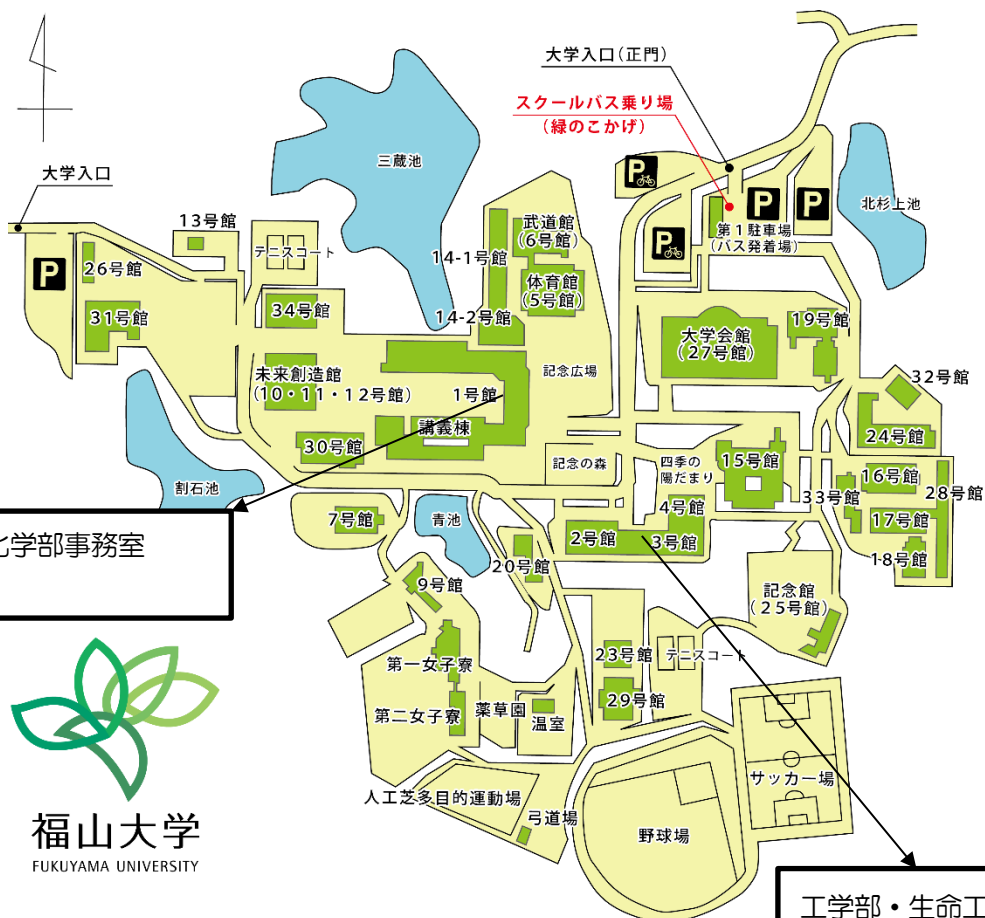 大学入口(正門)
スクールバス乗り場
(緑のこかげ)
三蔵池
大学入口
北杉上池
13号館
テニスコート
武道館
(6号館)
第1駐車場
(バス発着場)
P
P
P
P
P
26号館
14-1号館
体育館
(5号館)
31号館
34号館
14-2号館
大学会館
(27号館)
19号館
未来創造館
(10・11・12号館)
1号館
記念広場
32号館
講義棟
24号館
30号館
記念の森
四季の
陽だまり
15号館
16号館
28号館
割石池
33号館
7号館
青池
4号館
17号館
2号館
3号館
化学部事務室
20号館
18号館
9号館
記念館
(25号館)
第一女子寮
23号館
テニスコート
第二女子寮
薬草園
温室
29号館
サッカー場
人工芝多目的運動場
弓道場
野球場
福山大学
FUKUYAMA UNIVERSITY
工学部・生命工